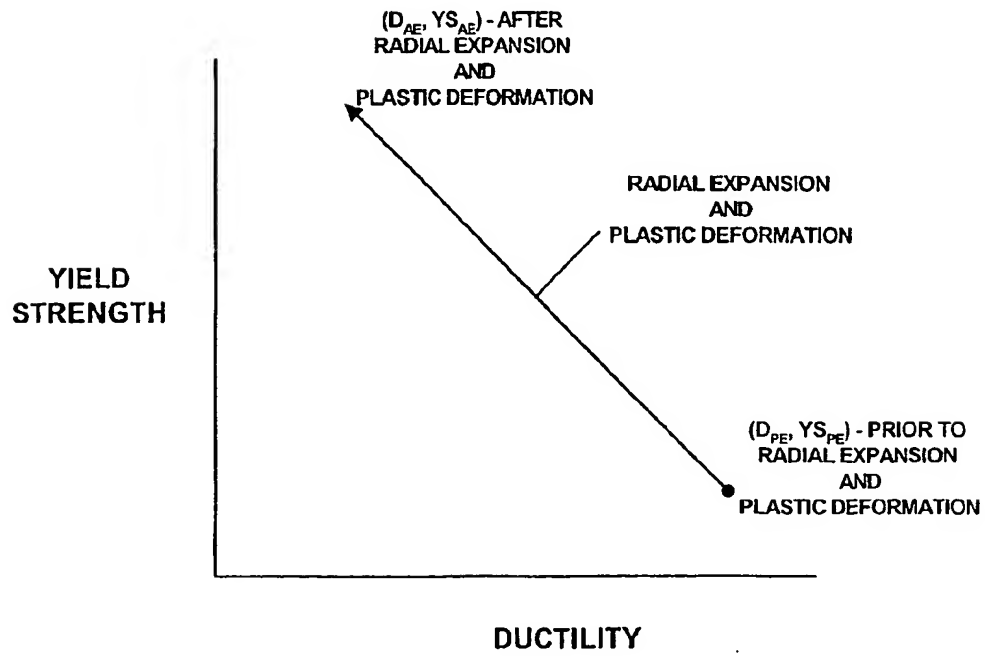 (D_AE, YS_AE) - AFTER
RADIAL EXPANSION
AND
PLASTIC DEFORMATION
RADIAL EXPANSION
AND
PLASTIC DEFORMATION
YIELD
STRENGTH
(D_PE, YS_PE) - PRIOR TO
RADIAL EXPANSION
AND
PLASTIC DEFORMATION
DUCTILITY